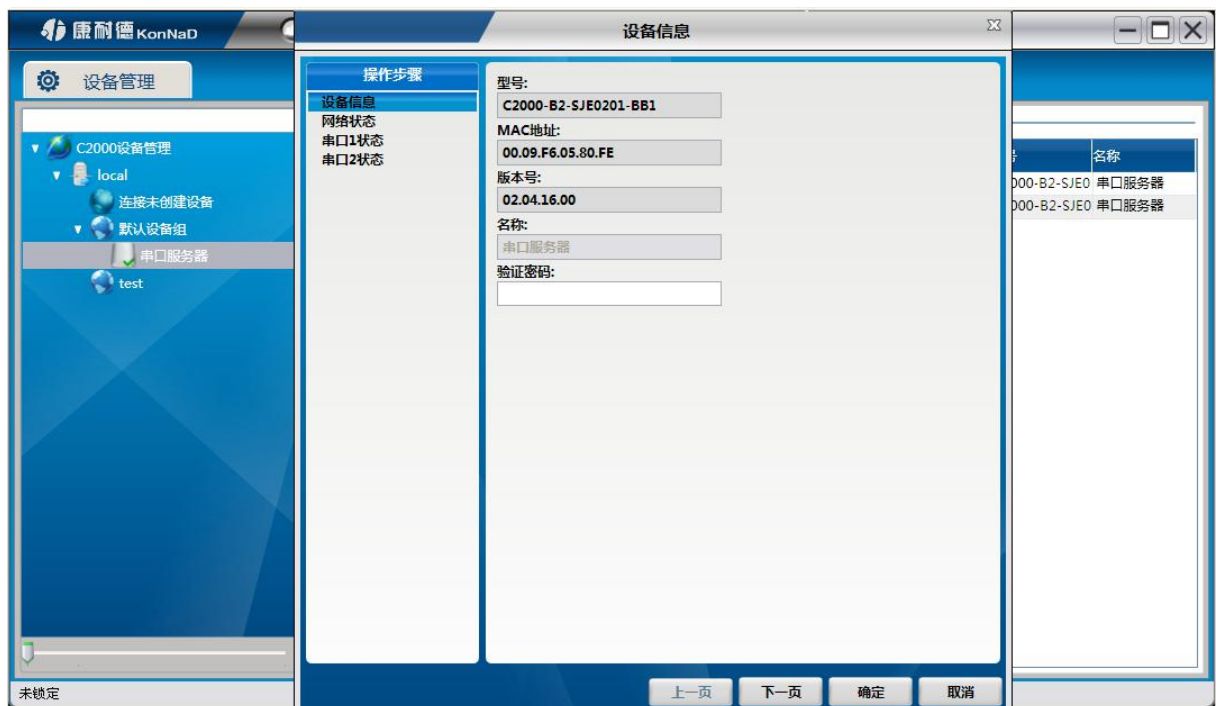 康耐德 KonNaD
设备信息
设备管理
C2000设备管理
local
连接未创建设备
默认设备组
串口服务器
test
未锁定
操作步骤
设备信息
网络状态
串口1状态
串口2状态
型号:
C2000-B2-SJE0201-BB1
MAC地址:
00.09.F6.05.80.FE
版本号:
02.04.16.00
名称:
串口服务器
验证密码:
上一页 下一页 确定 取消
号 名称
000-B2-SJE0 串口服务器
000-B2-SJE0 串口服务器